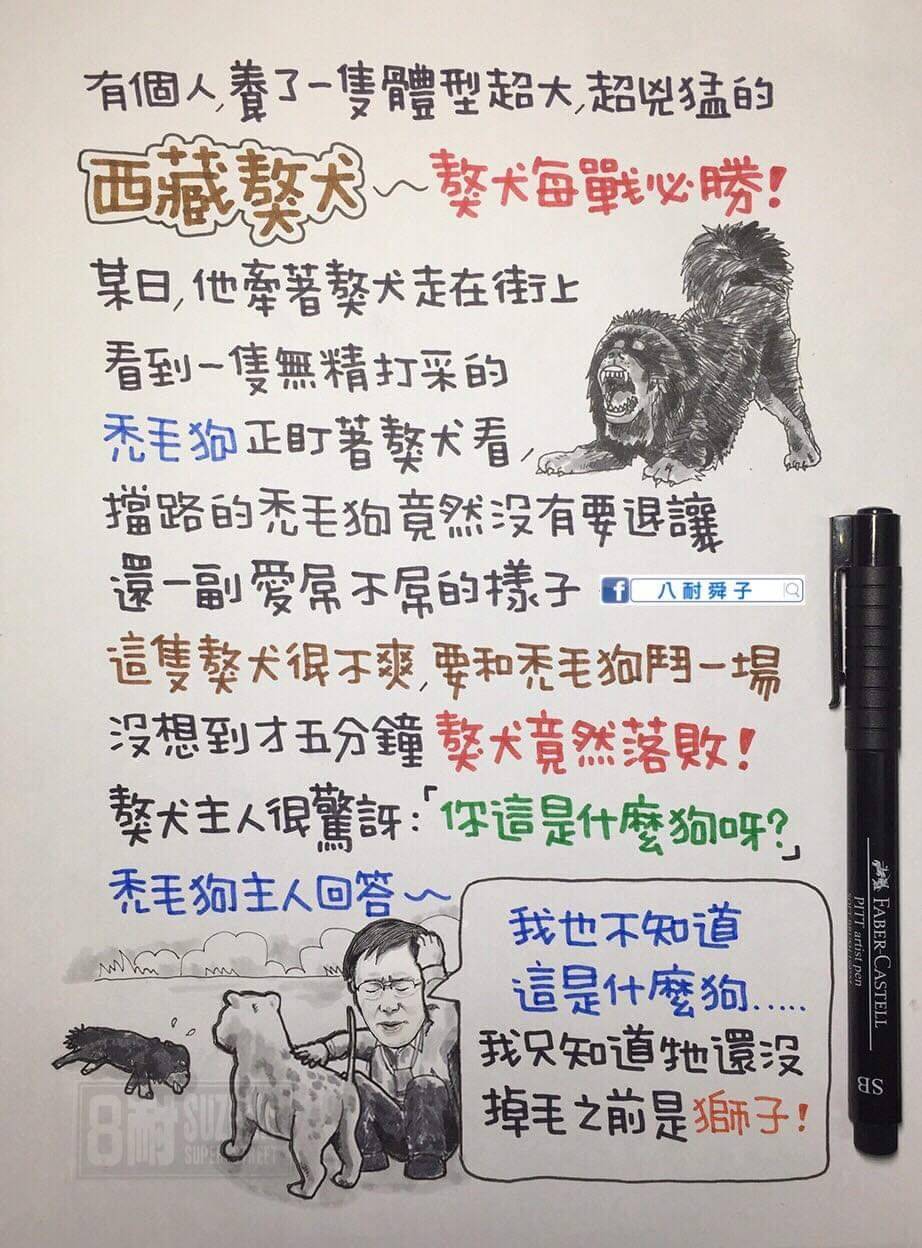 有個人,養了一隻體型超大,超兇猛的
西藏獒犬~獒犬每戰必勝!
某日,他牽著獒犬走在街上
看到一隻無精打采的
禿毛狗正盯著獒犬看,
擋路的禿毛狗竟然沒有要退讓
還一副愛屌不屌的樣子
f 八耐舜子
這隻獒犬很不爽,要和禿毛狗鬥一場
沒想到才五分鐘 獒犬竟然落敗!
獒犬主人很驚訝:「你這是什麼狗呀?」
禿毛狗主人回答~~
我也不知道
這是什麼狗.....
我只知道牠還沒
掉毛之前是獅子!
8耐
FABER-CASTELL
PITT artist pen
SB